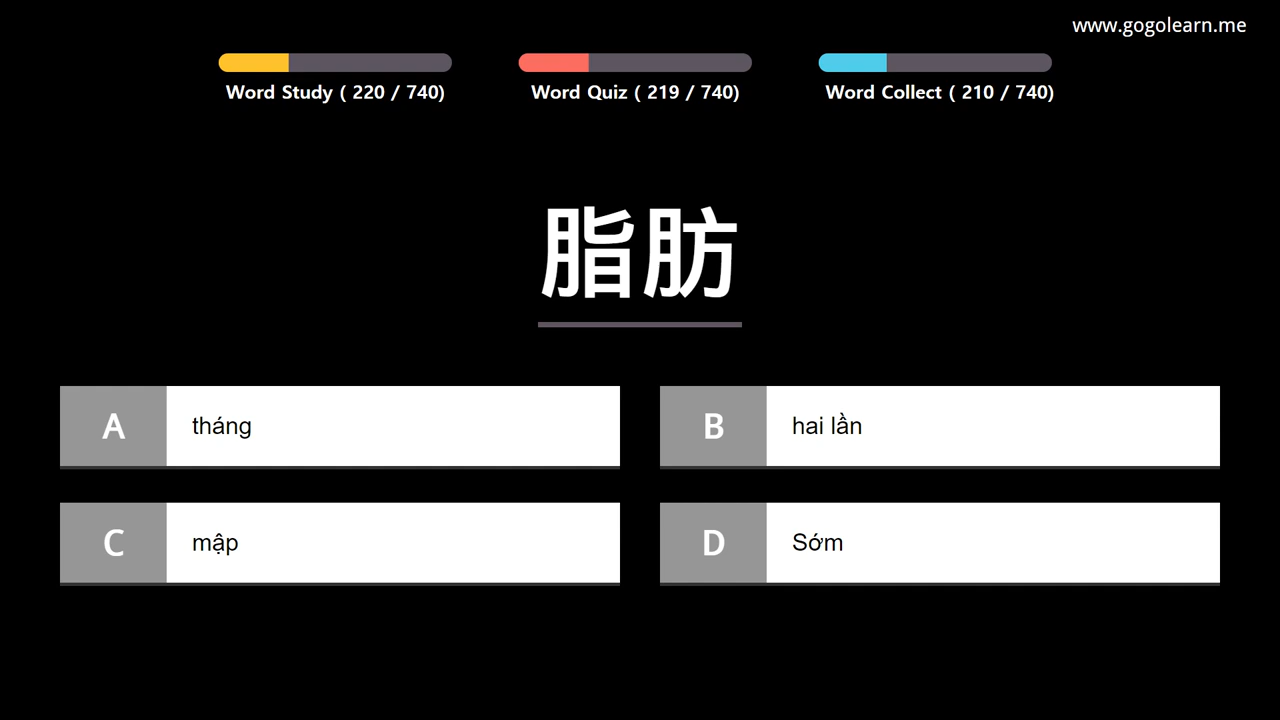 www.gogolearn.me
Word Study ( 220 / 740)
Word Quiz ( 219 / 740)
Word Collect ( 210 / 740)
脂肪
A tháng
B hai lần
C mập
D Sớm